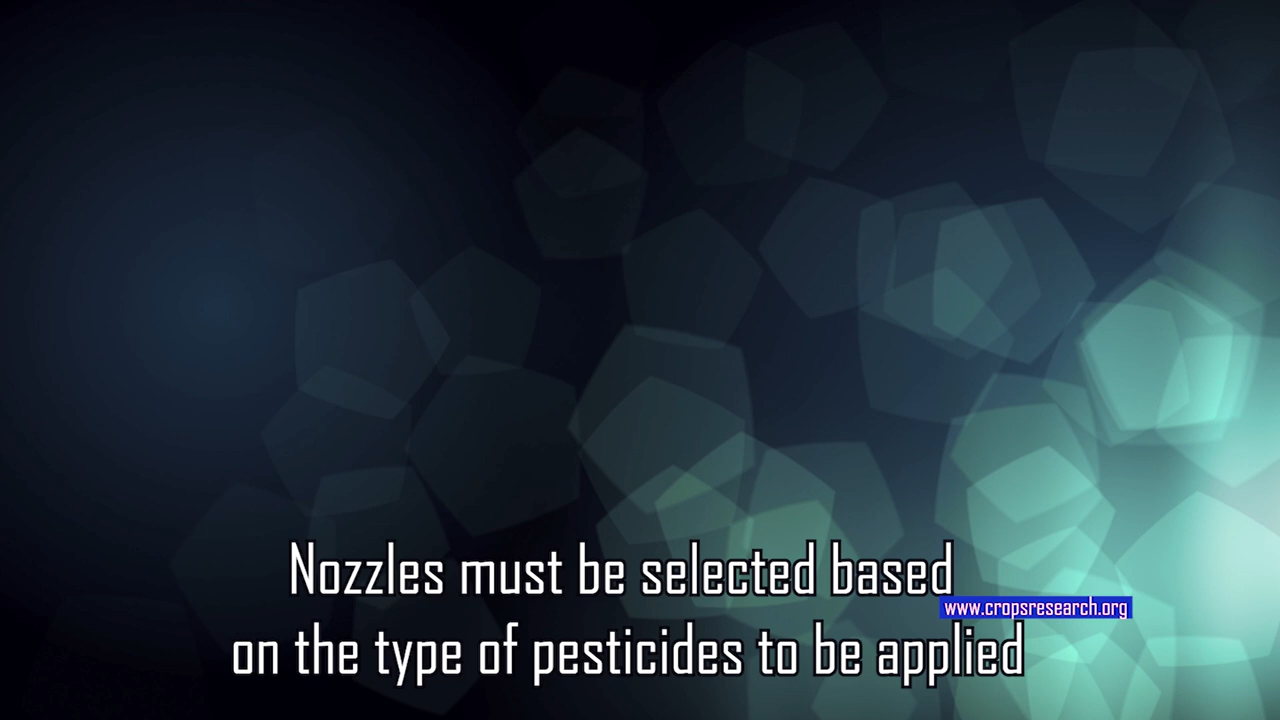 Nozzles must be selected based
www.cropsresearch.org
on the type of pesticides to be applied